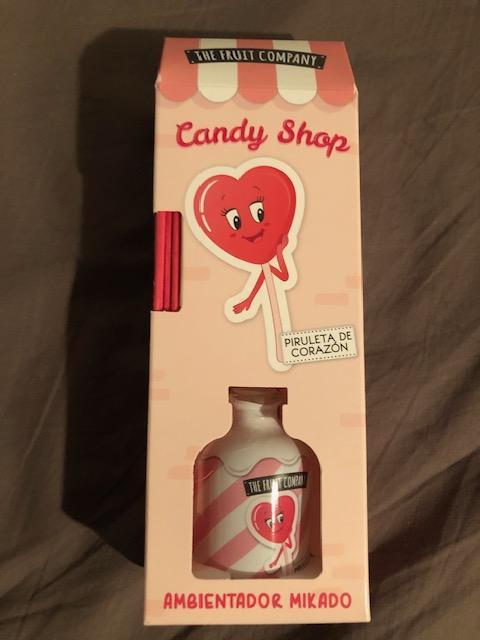 THE FRUIT COMPANY
Candy Shop
PIRULETA DE
CORAZÓN
THE FRUIT COMPANY
AMBIENTADOR MIKADO